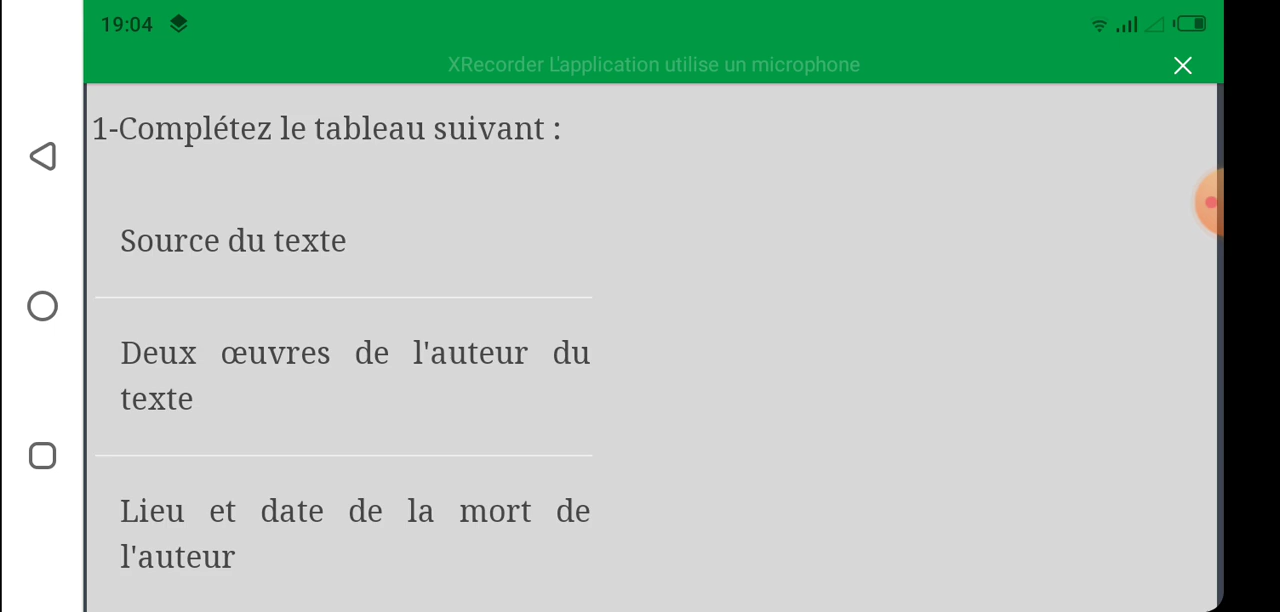 19:04
XRecorder L'application utilise un microphone
1-Complétez le tableau suivant :
Source du texte
Deux œuvres de l'auteur du
texte
Lieu et date de la mort de
l'auteur